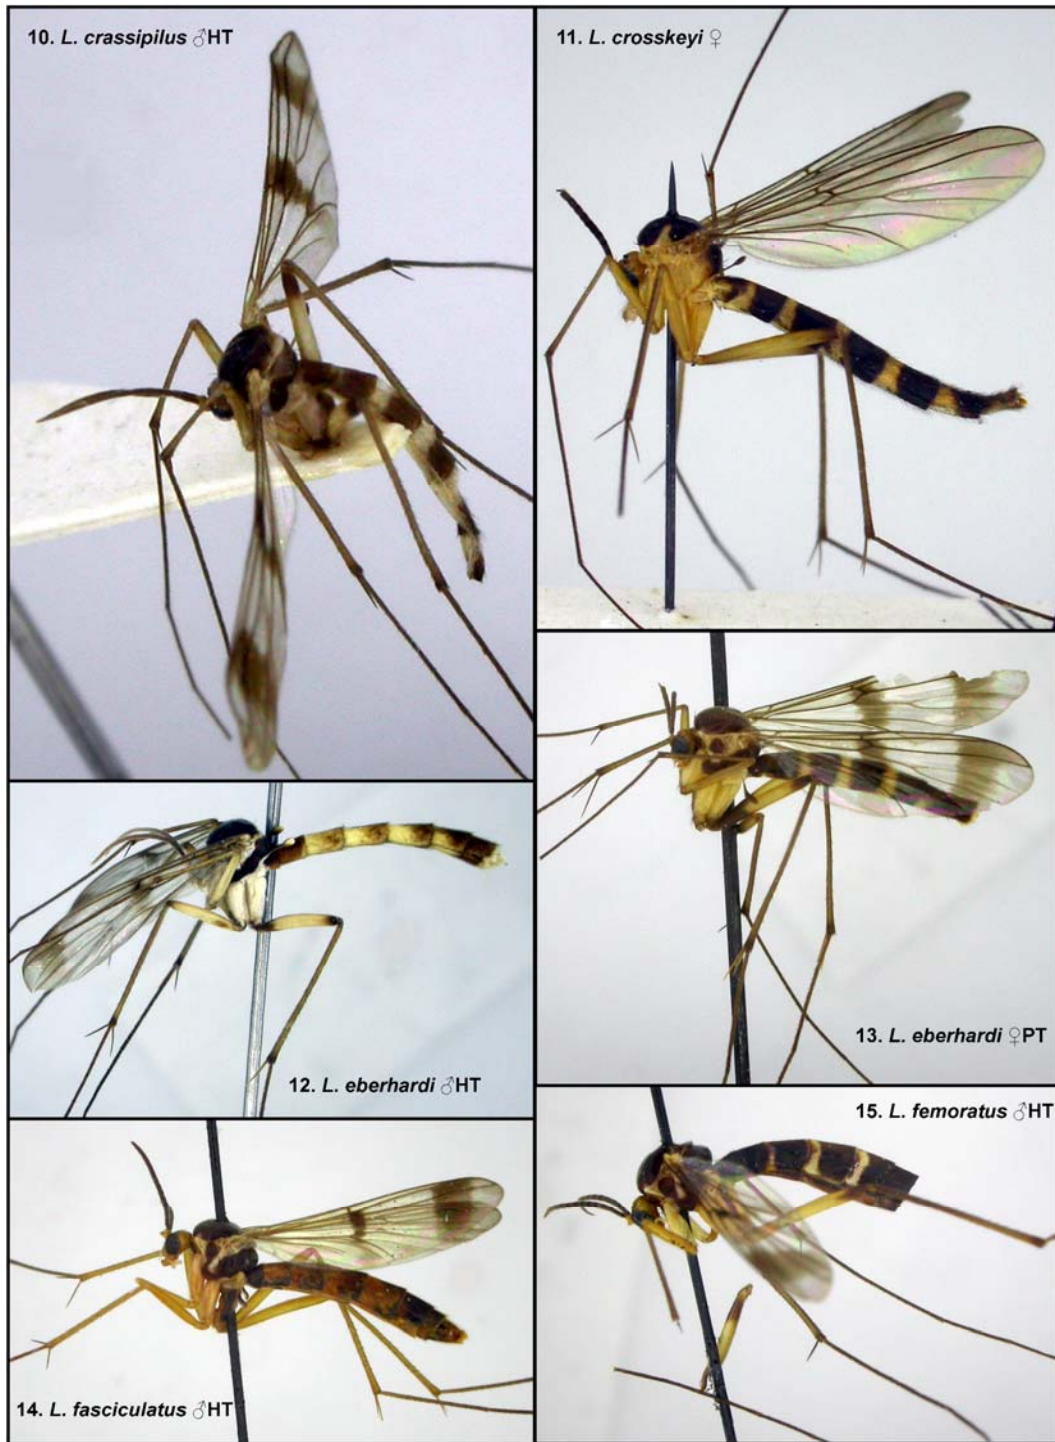 10. L. crassipilus ♂HT
11. L. crosskeyi ♀
12. L. eberhardi ♂HT
13. L. eberhardi ♀PT
14. L. fasciculatus ♂HT
15. L. femoratus ♂HT